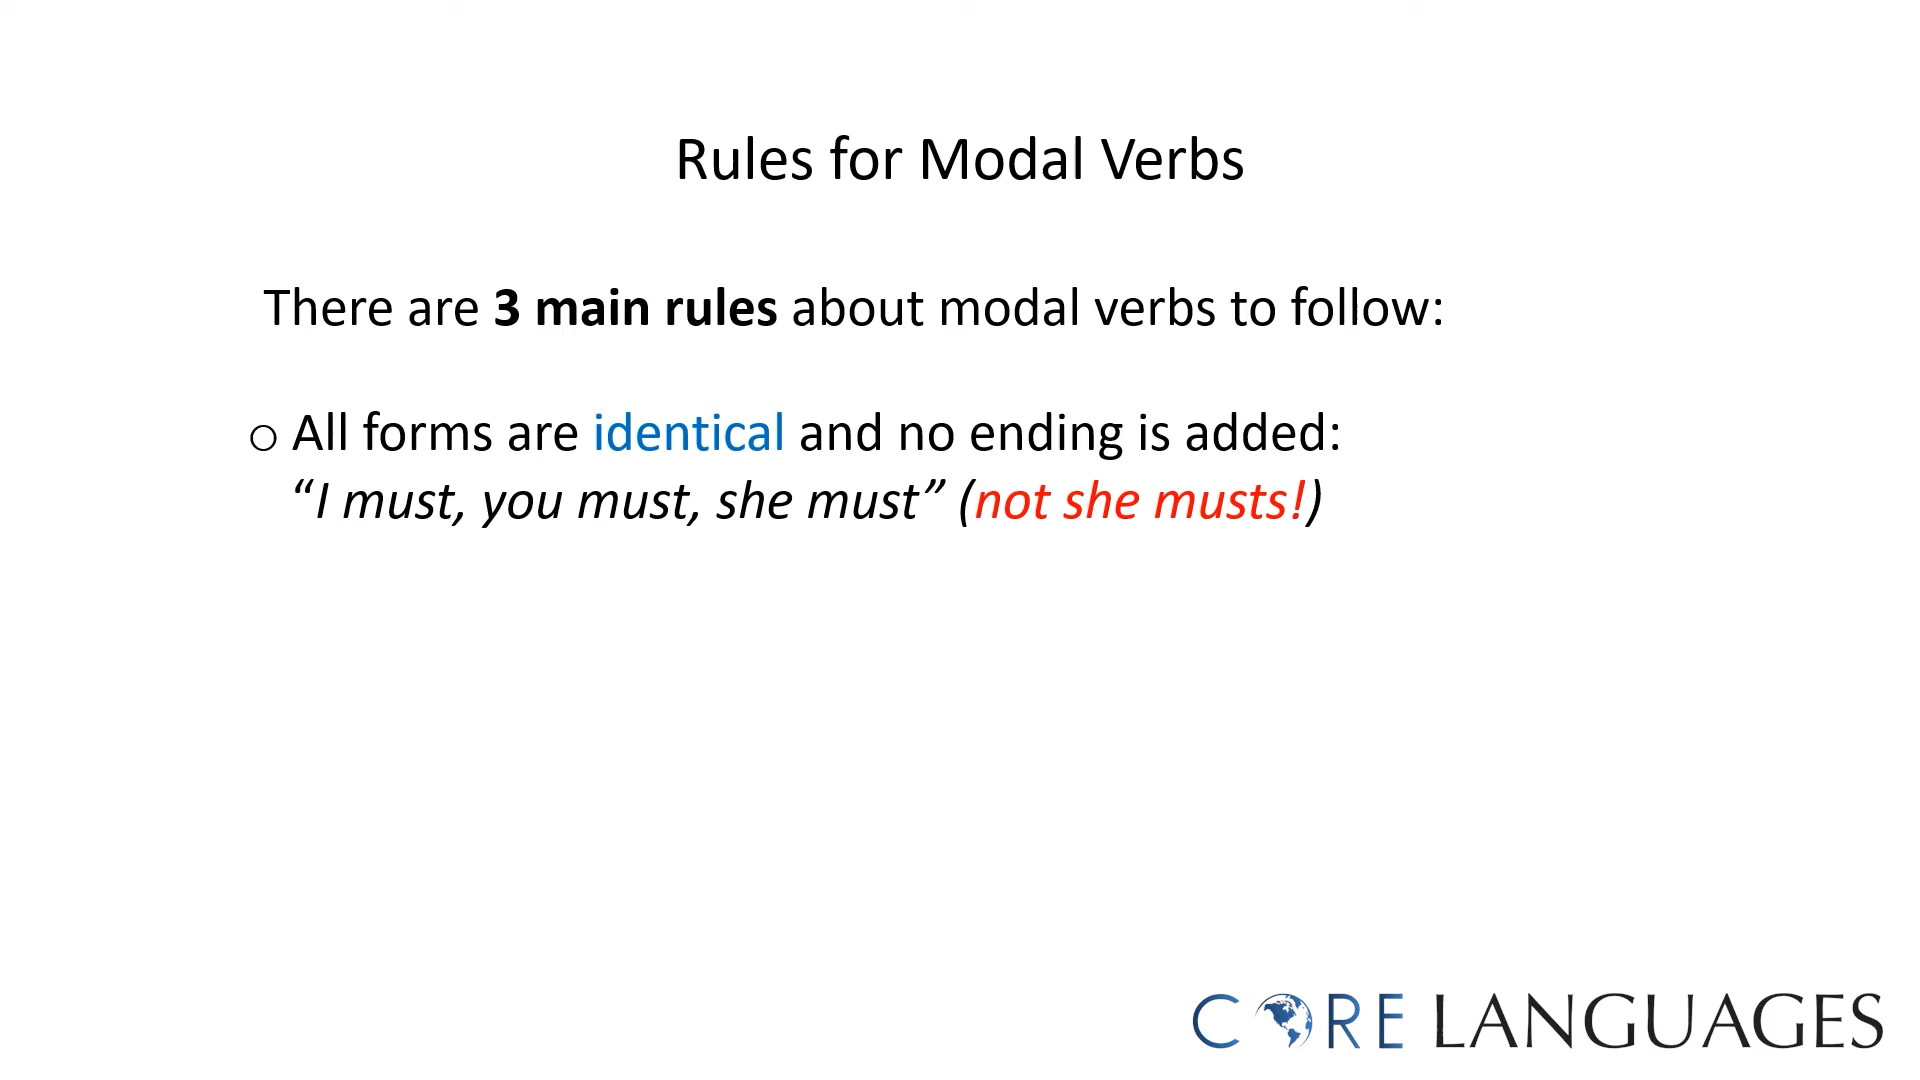 Rules for Modal Verbs
There are 3 main rules about modal verbs to follow:
o All forms are identical and no ending is added:
“I must, you must, she must” (not she musts!)
CORE LANGUAGES